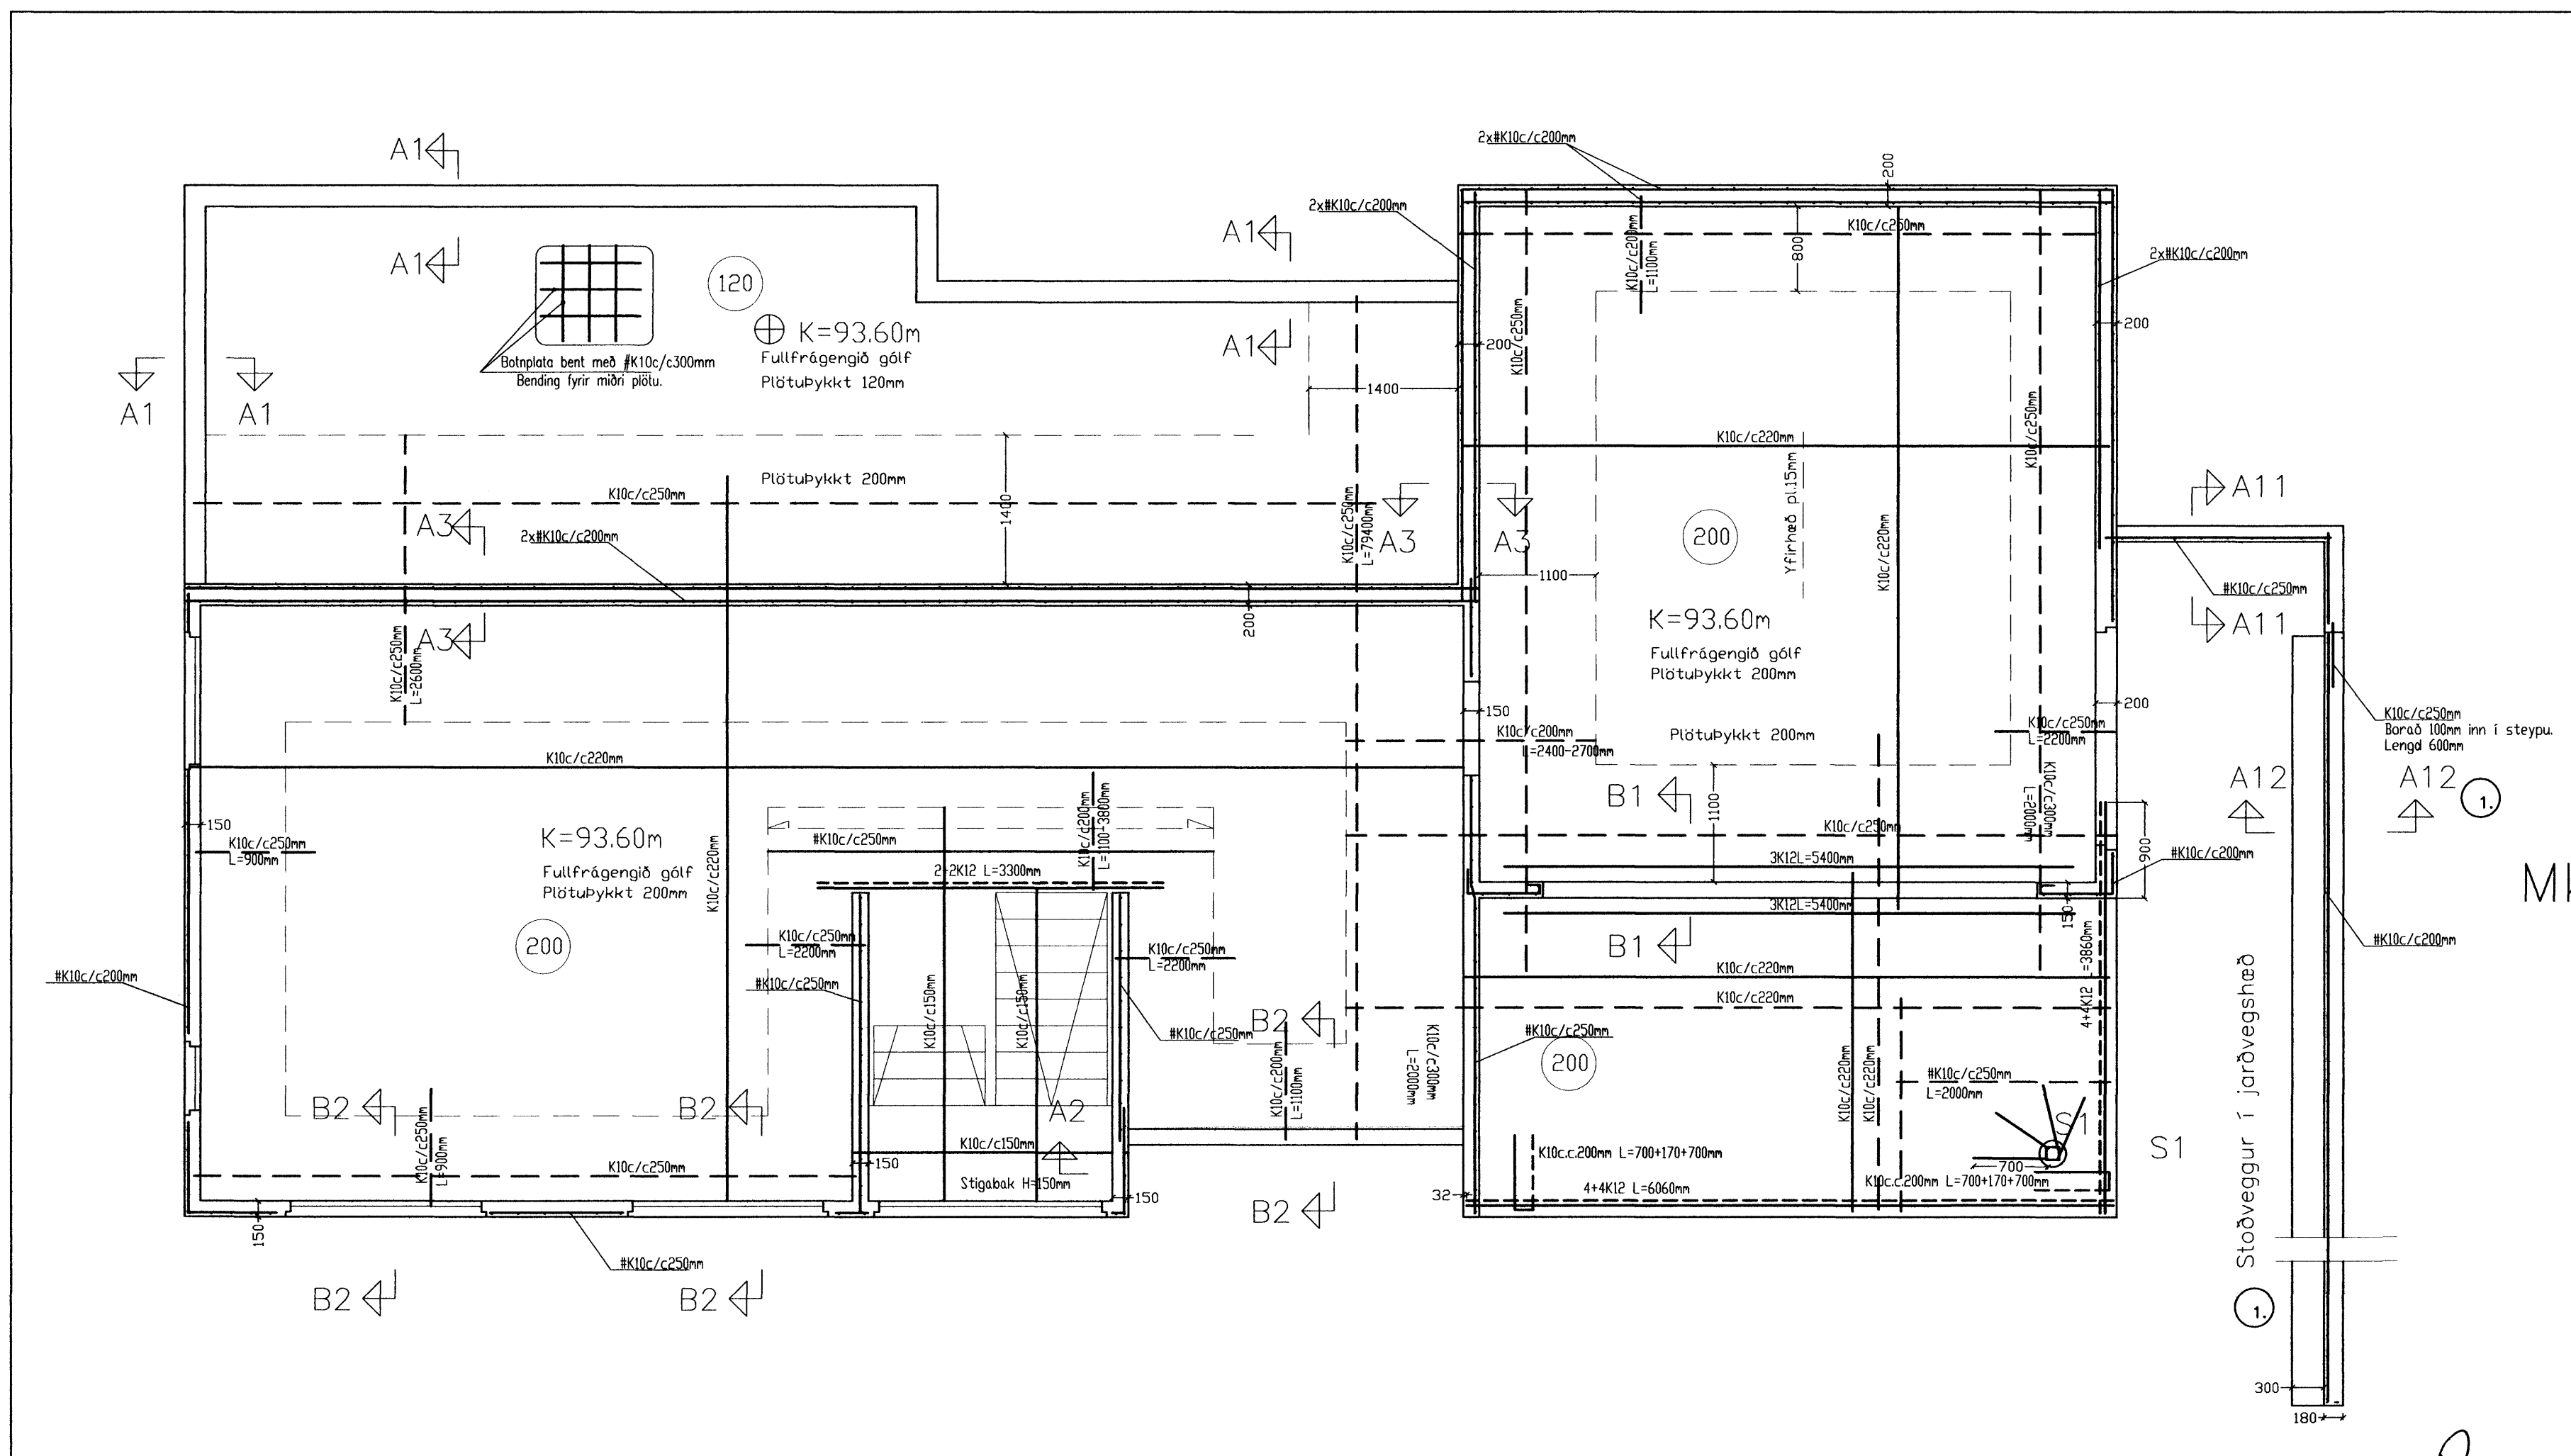 2x#K10c/c200mm
A1
200
2x#K10c/c200mm
A1
K10c/c250mm
K10c/c200mm
L=1100mm
800
2x#K10c/c200mm
A1
120
K=93.60m
Fullfrágengið gólf
Plötuþykkt 120mm
Botnplata bent með #K10c/c300mm
Bending fyrir miðri plötu.
A1
200
K10c/c250mm
200
A1
A1
1400
K10c/c250mm
K10c/c220mm
Plötuþykkt 200mm
K10c/c250mm
1400
Yfirhæð pl.15mm
A11
A3
2x#K10c/c200mm
K10c/c250mm
L=79400mm
A3
A3
200
K10c/c220mm
1100
#K10c/c250mm
A11
200
A3
K10c/c250mm
L=2600mm
K=93.60m
Fullfrágengið gólf
Plötuþykkt 200mm
150
200
K10c/c250mm
Borað 100mm inn í steypu.
Lengd 600mm
K10c/c200mm
L=2400-2700mm
Plötuþykkt 200mm
K10c/c250mm
L=2200mm
K10c/c220mm
A12
A12
1.
B1
1100
K10c/c300mm
L=2000mm
K10c/c200mm
L=1100-3800mm
150
K10c/c250mm
L=900mm
K=93.60m
Fullfrágengið gólf
Plötuþykkt 200mm
K10c/c220mm
#K10c/c250mm
2+2K12 L=3300mm
K10c/c250mm
3K12L=5400mm
900
#K10c/c200mm
3K12L=5400mm
150
200
K10c/c250mm
L=2200mm
K10c/c250mm
L=2200mm
B1
#K10c/c200mm
#K10c/c200mm
#K10c/c250mm
K10c/c220mm
K10c/c220mm
4+4K12 L=3860mm
K10c/c150mm
K10c/c150mm
#K10c/c250mm
B2
#K10c/c250mm
200
K10c/c300mm
L=2000mm
K10c/c200mm
L=1100mm
K10c/c220mm
K10c/c220mm
#K10c/c250mm
L=2000mm
Stoðveggur í jarðvegshæð
B2
B2
A2
S1
S1
K10c/c250mm
L=900mm
K10c/c250mm
K10c/c150mm
150
Stigabak H=150mm
K10c.c.200mm L=700+170+700mm
700
K10c.c.200mm L=700+170+700mm
4+4K12 L=6060mm
150
32
B2
150
#K10c/c250mm
B2
B2
1.
300
180